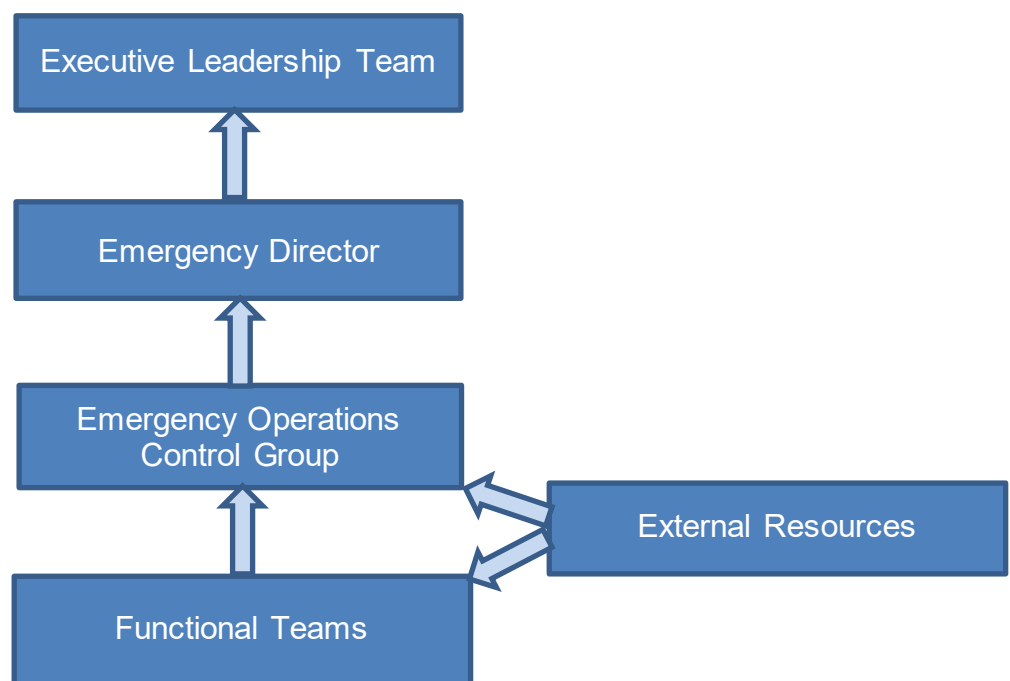 Executive Leadership Team
Emergency Director
Emergency Operations
Control Group
External Resources
Functional Teams